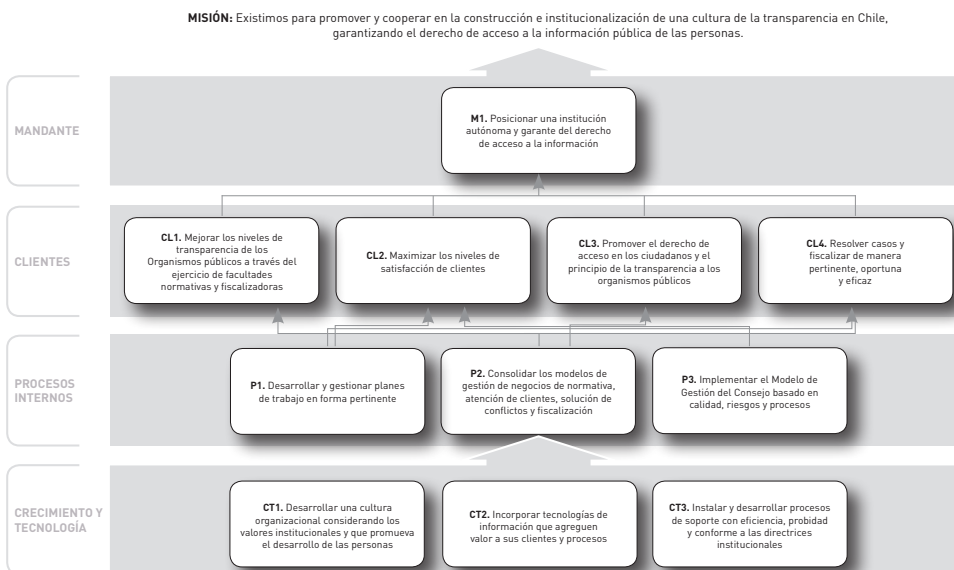 MISIÓN: Existimos para promover y cooperar en la construcción e institucionalización de una cultura de la transparencia en Chile,
garantizando el derecho de acceso a la información pública de las personas.
MANDANTE
M1. Posicionar una institución
autónoma y garante del derecho
de acceso a la información
CLIENTES
CL1. Mejorar los niveles de
transparencia de los
Organismos públicos a través del
ejercicio de facultades
normativas y fiscalizadoras
CL2. Maximizar los niveles de
satisfacción de clientes
CL3. Promover el derecho de
acceso en los ciudadanos y el
principio de la transparencia a los
organismos públicos
CL4. Resolver casos y
fiscalizar de manera
pertinente, oportuna
y eficaz
PROCESOS
INTERNOS
P1. Desarrollar y gestionar planes
de trabajo en forma pertinente
P2. Consolidar los modelos de
gestión de negocios de normativa,
atención de clientes, solución de
conflictos y fiscalización
P3. Implementar el Modelo de
Gestión del Consejo basado en
calidad, riesgos y procesos
CRECIMIENTO Y
TECNOLOGÍA
CT1. Desarrollar una cultura
organizacional considerando los
valores institucionales y que promueva
el desarrollo de las personas
CT2. Incorporar tecnologías de
información que agreguen
valor a sus clientes y procesos
CT3. Instalar y desarrollar procesos
de soporte con eficiencia, probidad
y conforme a las directrices
institucionales